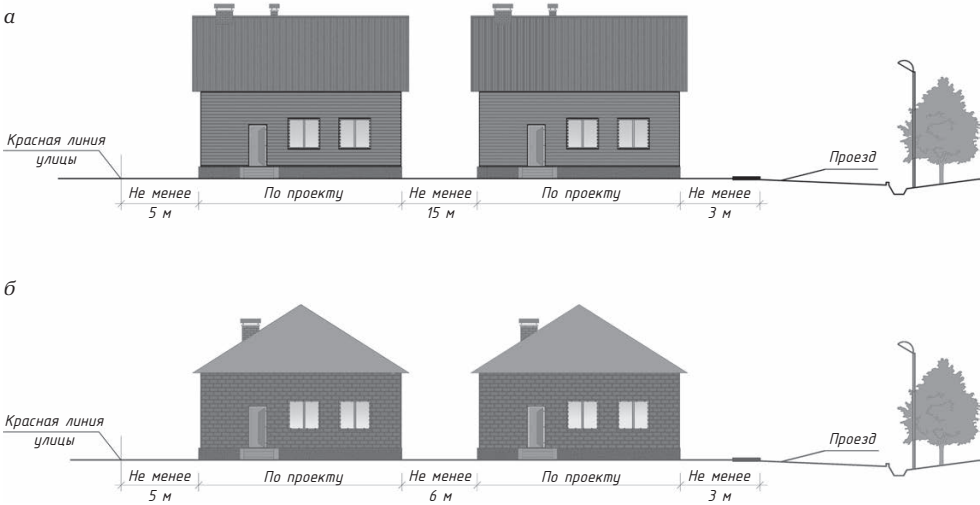 а
Красная линия
улицы
Проезд
Не менее
5 м
По проекту
Не менее
15 м
По проекту
Не менее
3 м
б
Красная линия
улицы
Проезд
Не менее
5 м
По проекту
Не менее
6 м
По проекту
Не менее
3 м